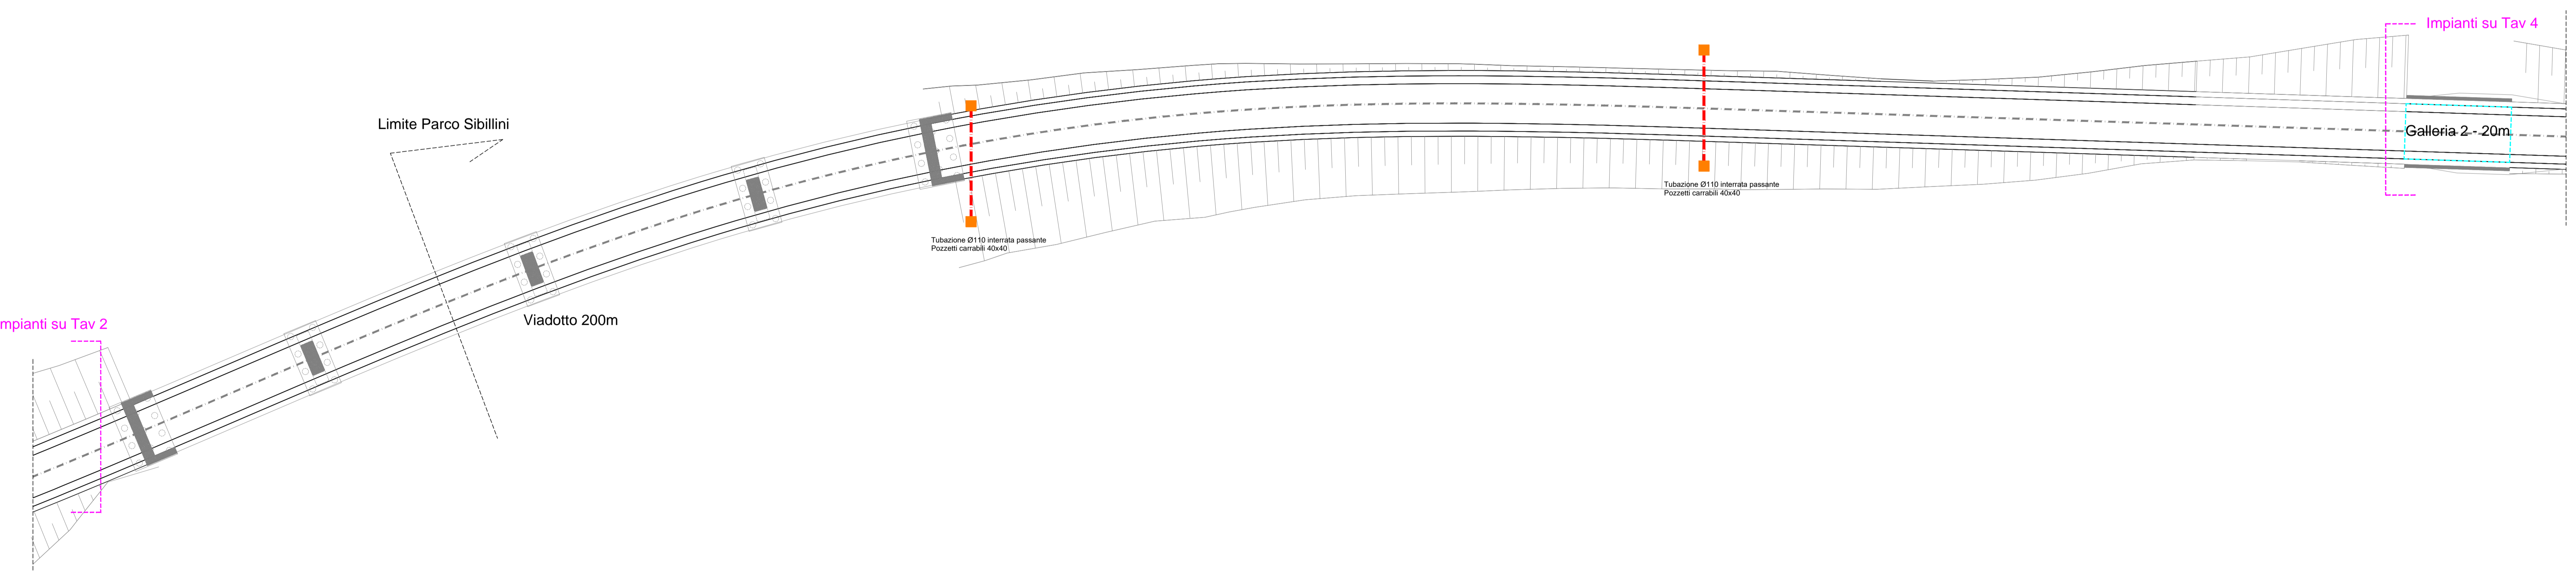 Impianti su Tav 4
Limite Parco Sibillini
Galleria 2 - 20m
Tubazione Ø110 interrata passante
Pozzetti carrabili 40x40
Tubazione Ø110 interrata passante
Pozzetti carrabili 40x40
Viadotto 200m
mpianti su Tav 2